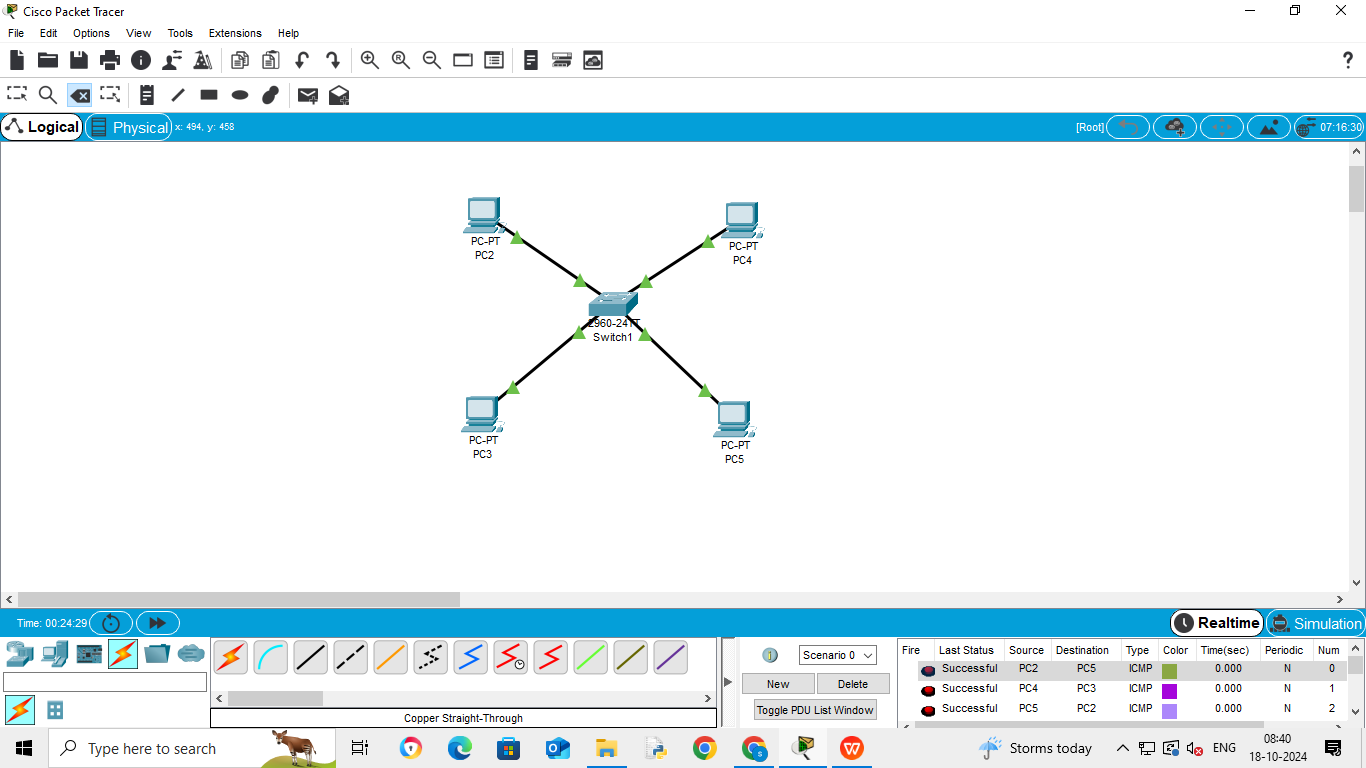 Cisco Packet Tracer
File Edit Options View Tools Extensions Help
Logical Physical x: 494, y: 458 [Root] 07:16:30
PC-PT
PC2
PC-PT
PC4
2960-24TT
Switch1
PC-PT
PC3
PC-PT
PC5
Time: 00:24:29 Realtime Simulation
Scenario 0
New Delete
Toggle PDU List Window
Copper Straight-Through
Fire Last Status Source Destination Type Color Time(sec) Periodic Num
Successful PC2 PC5 ICMP 0.000 N 0
Successful PC4 PC3 ICMP 0.000 N 1
Successful PC5 PC2 ICMP 0.000 N 2
Type here to search
Storms today
ENG
08:40
18-10-2024